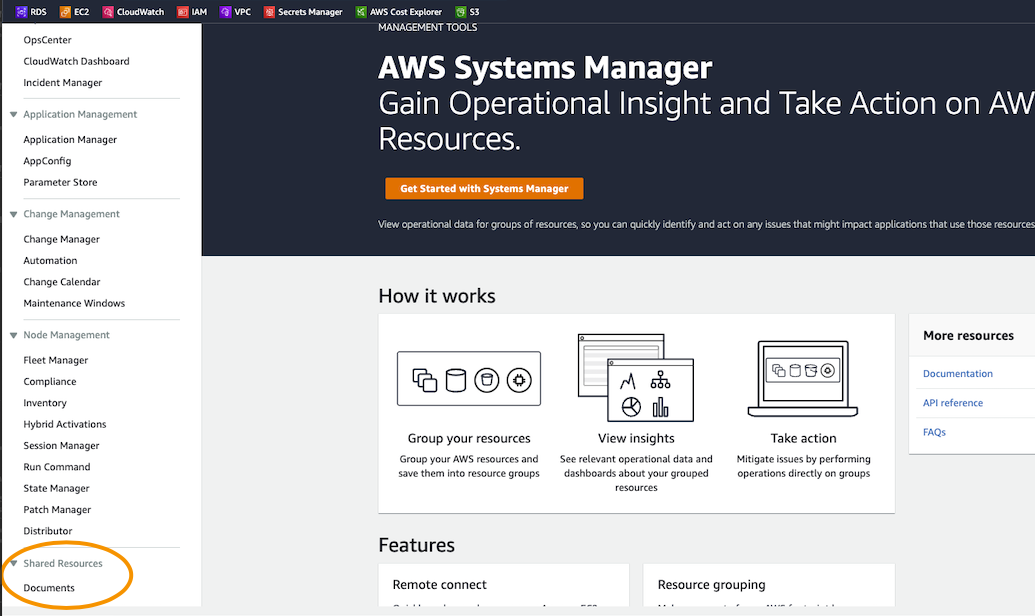 RDS EC2 CloudWatch IAM VPC Secrets Manager AWS Cost Explorer S3
OpsCenter
CloudWatch Dashboard
Incident Manager
Application Management
Application Manager
AppConfig
Parameter Store
Change Management
Change Manager
Automation
Change Calendar
Maintenance Windows
Node Management
Fleet Manager
Compliance
Inventory
Hybrid Activations
Session Manager
Run Command
State Manager
Patch Manager
Distributor
Shared Resources
Documents
MANAGEMENT TOOLS
AWS Systems Manager
Gain Operational Insight and Take Action on AW
Resources.
Get Started with Systems Manager
View operational data for groups of resources, so you can quickly identify and act on any issues that might impact applications that use those resources
How it works
Group your resources
Group your AWS resources and
save them into resource groups
View insights
See relevant operational data and
dashboards about your grouped
resources
Take action
Mitigate issues by performing
operations directly on groups
More resources
Documentation
API reference
FAQs
Features
Remote connect
Resource grouping